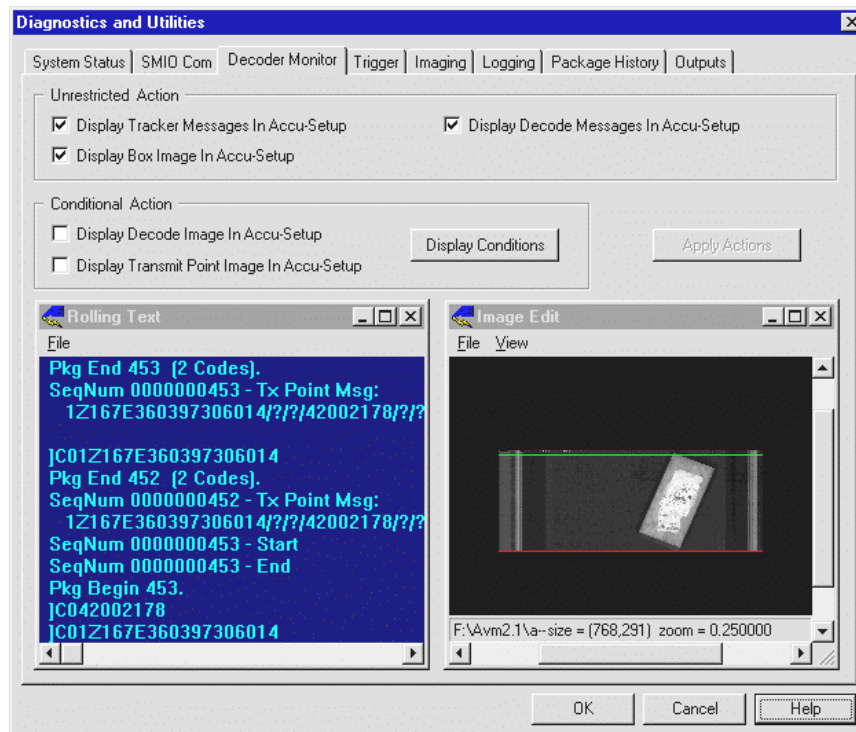 Diagnostics and Utilities
System Status SMIO Com Decoder Monitor Trigger Imaging Logging Package History Outputs
Unrestricted Action
Display Tracker Messages In Accu-Setup Display Decode Messages In Accu-Setup
Display Box Image In Accu-Setup
Conditional Action
Display Decode Image In Accu-Setup
Display Transmit Point Image In Accu-Setup
Display Conditions
Apply Actions
Rolling Text
File
Pkg End 453 (2 Codes).
SeqNum 0000000453 - Tx Point Msg:
1Z167E360397306014/?/?/42002178/?/?
]C01Z167E360397306014
Pkg End 452 (2 Codes).
SeqNum 0000000452 - Tx Point Msg:
1Z167E360397306014/?/?/42002178/?/?
SeqNum 0000000453 - Start
SeqNum 0000000453 - End
Pkg Begin 453.
]C042002178
]C01Z167E360397306014
Image Edit
File View
F:\Avm2.1\a--size = (768,291) zoom = 0.250000
OK Cancel Help